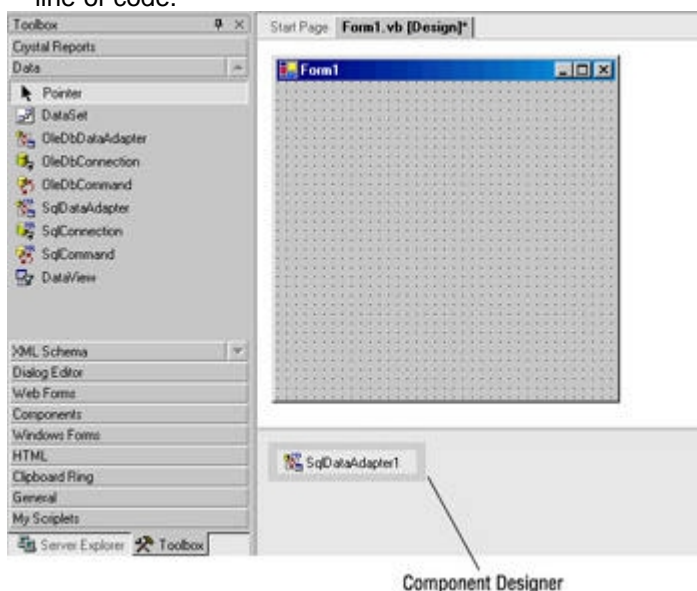 line of code.
Toolbox
Crystal Reports
Data
Pointer
DataSet
OleDbDataAdapter
OleDbConnection
OleDbCommand
SqlDataAdapter
SqlConnection
SqlCommand
DataView
XML Schema
Dialog Editor
Web Forms
Components
Windows Forms
HTML
Clipboard Ring
General
My Scriplets
Server Explorer Toolbox
Start Page Form1.vb [Design]*
Form1
SqlDataAdapter1
Component Designer